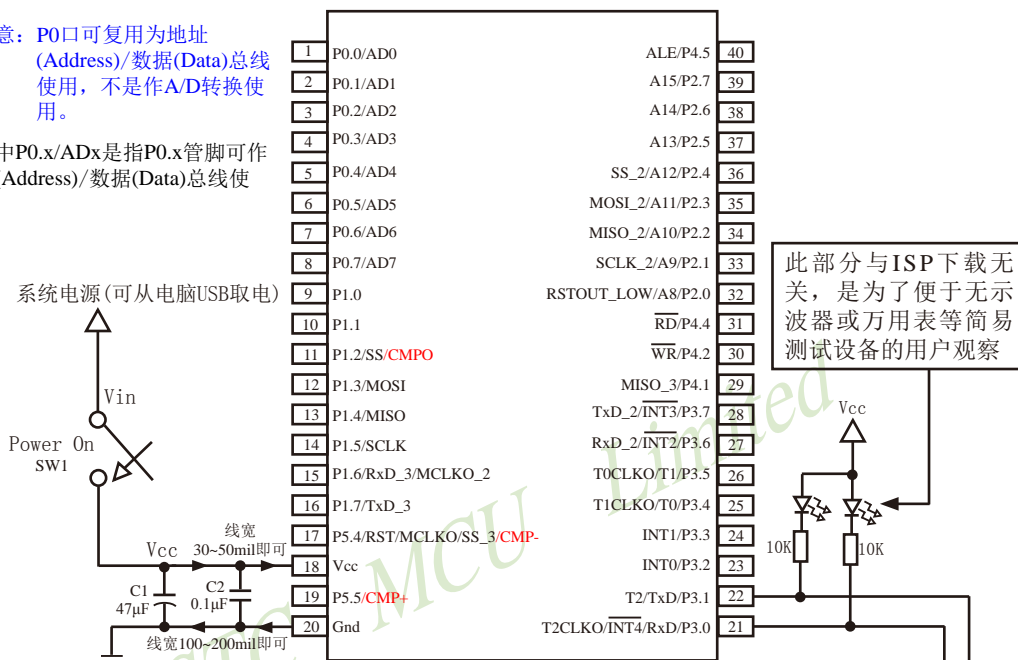 意：P0口可复用为地址
(Address)/数据(Data)总线
使用，不是作A/D转换使
用。
中P0.x/ADx是指P0.x管脚可作
(Address)/数据(Data)总线使
系统电源(可从电脑USB取电)
Vin
Power On
SW1
Vcc
线宽
30~50mil即可
C1
47μF
C2
0.1μF
线宽100~200mil即可
1 P0.0/AD0
2 P0.1/AD1
3 P0.2/AD2
4 P0.3/AD3
5 P0.4/AD4
6 P0.5/AD5
7 P0.6/AD6
8 P0.7/AD7
9 P1.0
10 P1.1
11 P1.2/SS/CMPO
12 P1.3/MOSI
13 P1.4/MISO
14 P1.5/SCLK
15 P1.6/RxD_3/MCLKO_2
16 P1.7/TxD_3
17 P5.4/RST/MCLKO/SS_3/CMP-
18 Vcc
19 P5.5/CMP+
20 Gnd
ALE/P4.5 40
A15/P2.7 39
A14/P2.6 38
A13/P2.5 37
SS_2/A12/P2.4 36
MOSI_2/A11/P2.3 35
MISO_2/A10/P2.2 34
SCLK_2/A9/P2.1 33
RSTOUT_LOW/A8/P2.0 32
RD/P4.4 31
WR/P4.2 30
MISO_3/P4.1 29
TxD_2/INT3/P3.7 28
RxD_2/INT2/P3.6 27
T0CLKO/T1/P3.5 26
T1CLKO/T0/P3.4 25
INT1/P3.3 24
INT0/P3.2 23
T2/TxD/P3.1 22
T2CLKO/INT4/RxD/P3.0 21
此部分与ISP下载无
关，是为了便于无示
波器或万用表等简易
测试设备的用户观察
Vcc
10K
10K
STC MCU Limited